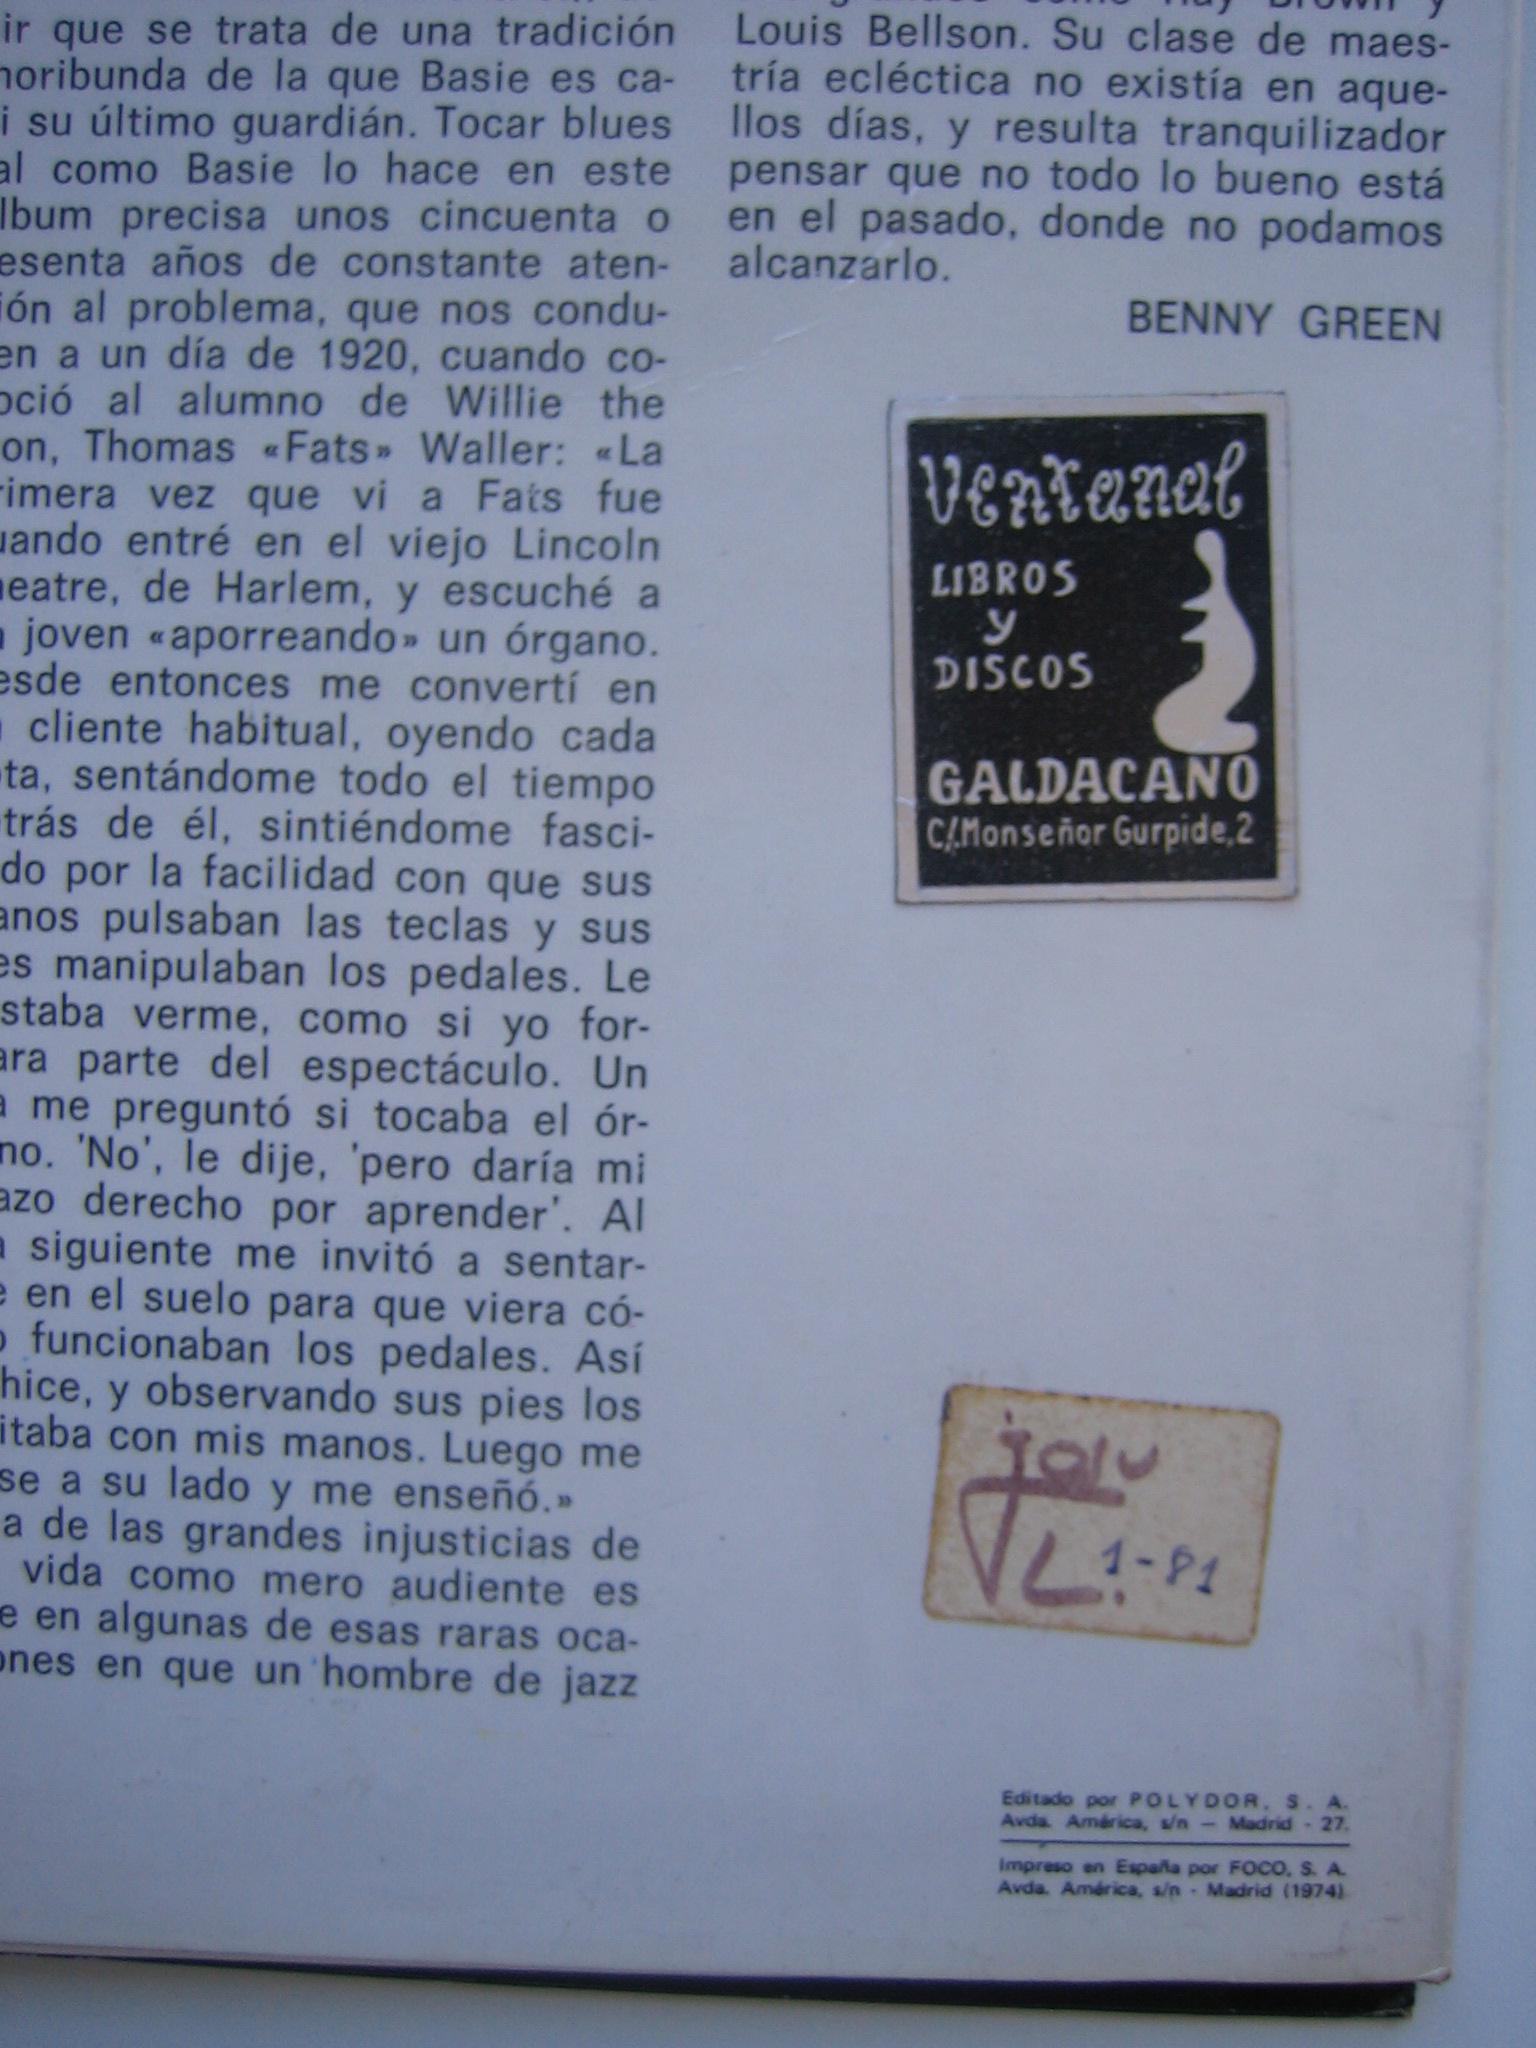 ir que se trata de una tradición
moribunda de la que Basie es ca-
i su último guardián. Tocar blues
al como Basie lo hace en este
lbum precisa unos cincuenta o
esenta años de constante aten-
ión al problema, que nos condu-
en a un día de 1920, cuando co-
oció al alumno de Willie the
on, Thomas «Fats» Waller: «La
rimera vez que vi a Fats fue
uando entré en el viejo Lincoln
heatre, de Harlem, y escuché a
n joven «aporreando» un órgano.
esde entonces me convertí en
n cliente habitual, oyendo cada
ota, sentándome todo el tiempo
etrás de él, sintiéndome fasci-
do por la facilidad con que sus
anos pulsaban las teclas y sus
es manipulaban los pedales. Le
staba verme, como si yo for-
ara parte del espectáculo. Un
a me preguntó si tocaba el ór-
no. 'No', le dije, 'pero daría mi
azo derecho por aprender'. Al
a siguiente me invitó a sentar-
e en el suelo para que viera có-
o funcionaban los pedales. Así
hice, y observando sus pies los
itaba con mis manos. Luego me
se a su lado y me enseñó.»
a de las grandes injusticias de
vida como mero audiente es
e en algunas de esas raras oca-
ones en que un hombre de jazz
como Ray Brown y
Louis Bellson. Su clase de maes-
tría ecléctica no existía en aque-
llos días, y resulta tranquilizador
pensar que no todo lo bueno está
en el pasado, donde no podamos
alcanzarlo.
BENNY GREEN
Ventanal
LIBROS
y
DISCOS
GALDACANO
C/.Monseñor Gurpide,2
L. 1-81
Editado por POLYDOR, S. A.
Avda. América, s/n — Madrid - 27.
Impreso en España por FOCO, S. A.
Avda. América, s/n - Madrid (1974)